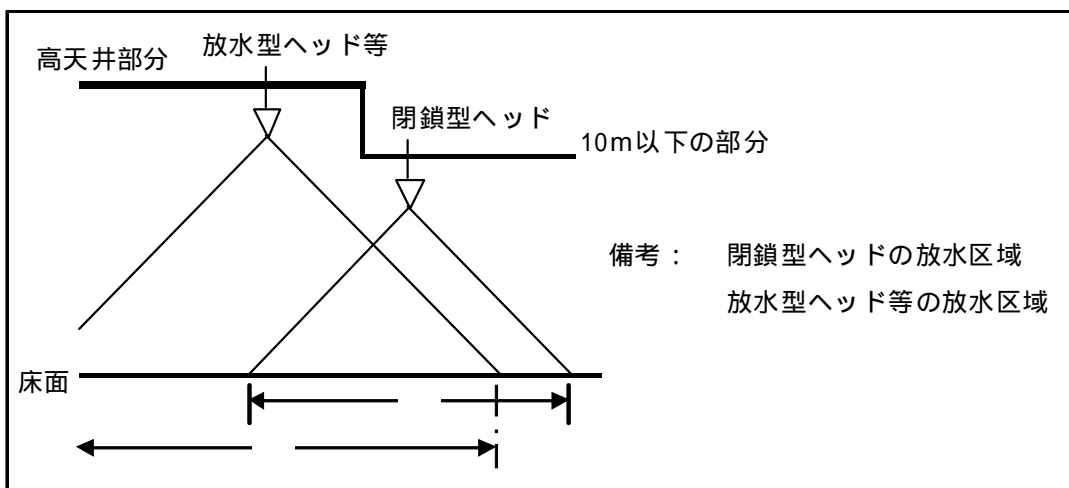 放水型ヘッド等
高天井部分
閉鎖型ヘッド
10m以下の部分
備考： 閉鎖型ヘッドの放水区域
放水型ヘッド等の放水区域
床面